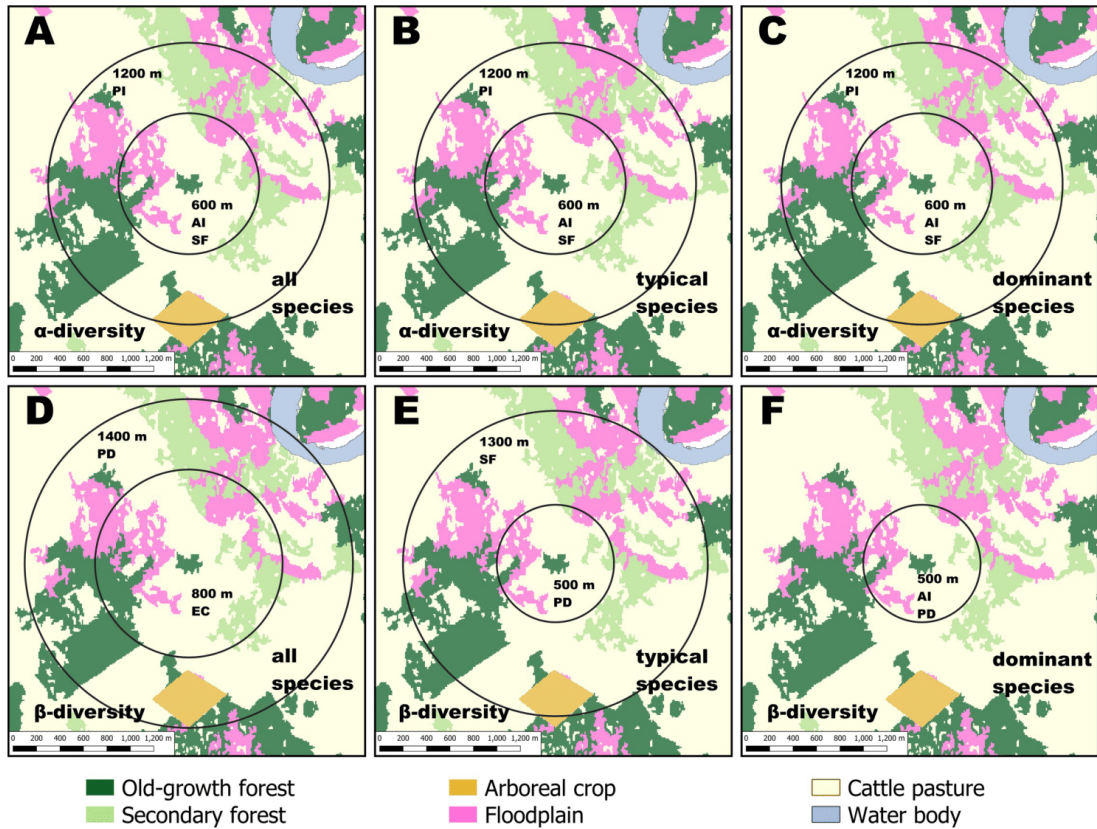 A
1200 m
PI
600 m
AI
SF
all
species
α-diversity
0 200 400 600 800 1,000 1,200 m
B
1200 m
PI
600 m
AI
SF
typical
species
α-diversity
0 200 400 600 800 1,000 1,200 m
C
1200 m
PI
600 m
AI
SF
dominant
species
α-diversity
0 200 400 600 800 1,000 1,200 m
D
1400 m
PD
800 m
EC
all
species
β-diversity
0 200 400 600 800 1,000 1,200 m
E
1300 m
SF
500 m
PD
typical
species
β-diversity
0 200 400 600 800 1,000 1,200 m
F
500 m
AI
PD
dominant
species
β-diversity
0 200 400 600 800 1,000 1,200 m
Old-growth forest
Secondary forest
Arboreal crop
Floodplain
Cattle pasture
Water body